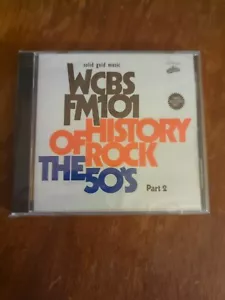 solid gold music
WCBS
FM101
HISTORY
OF ROCK
THE 50'S
Part 2